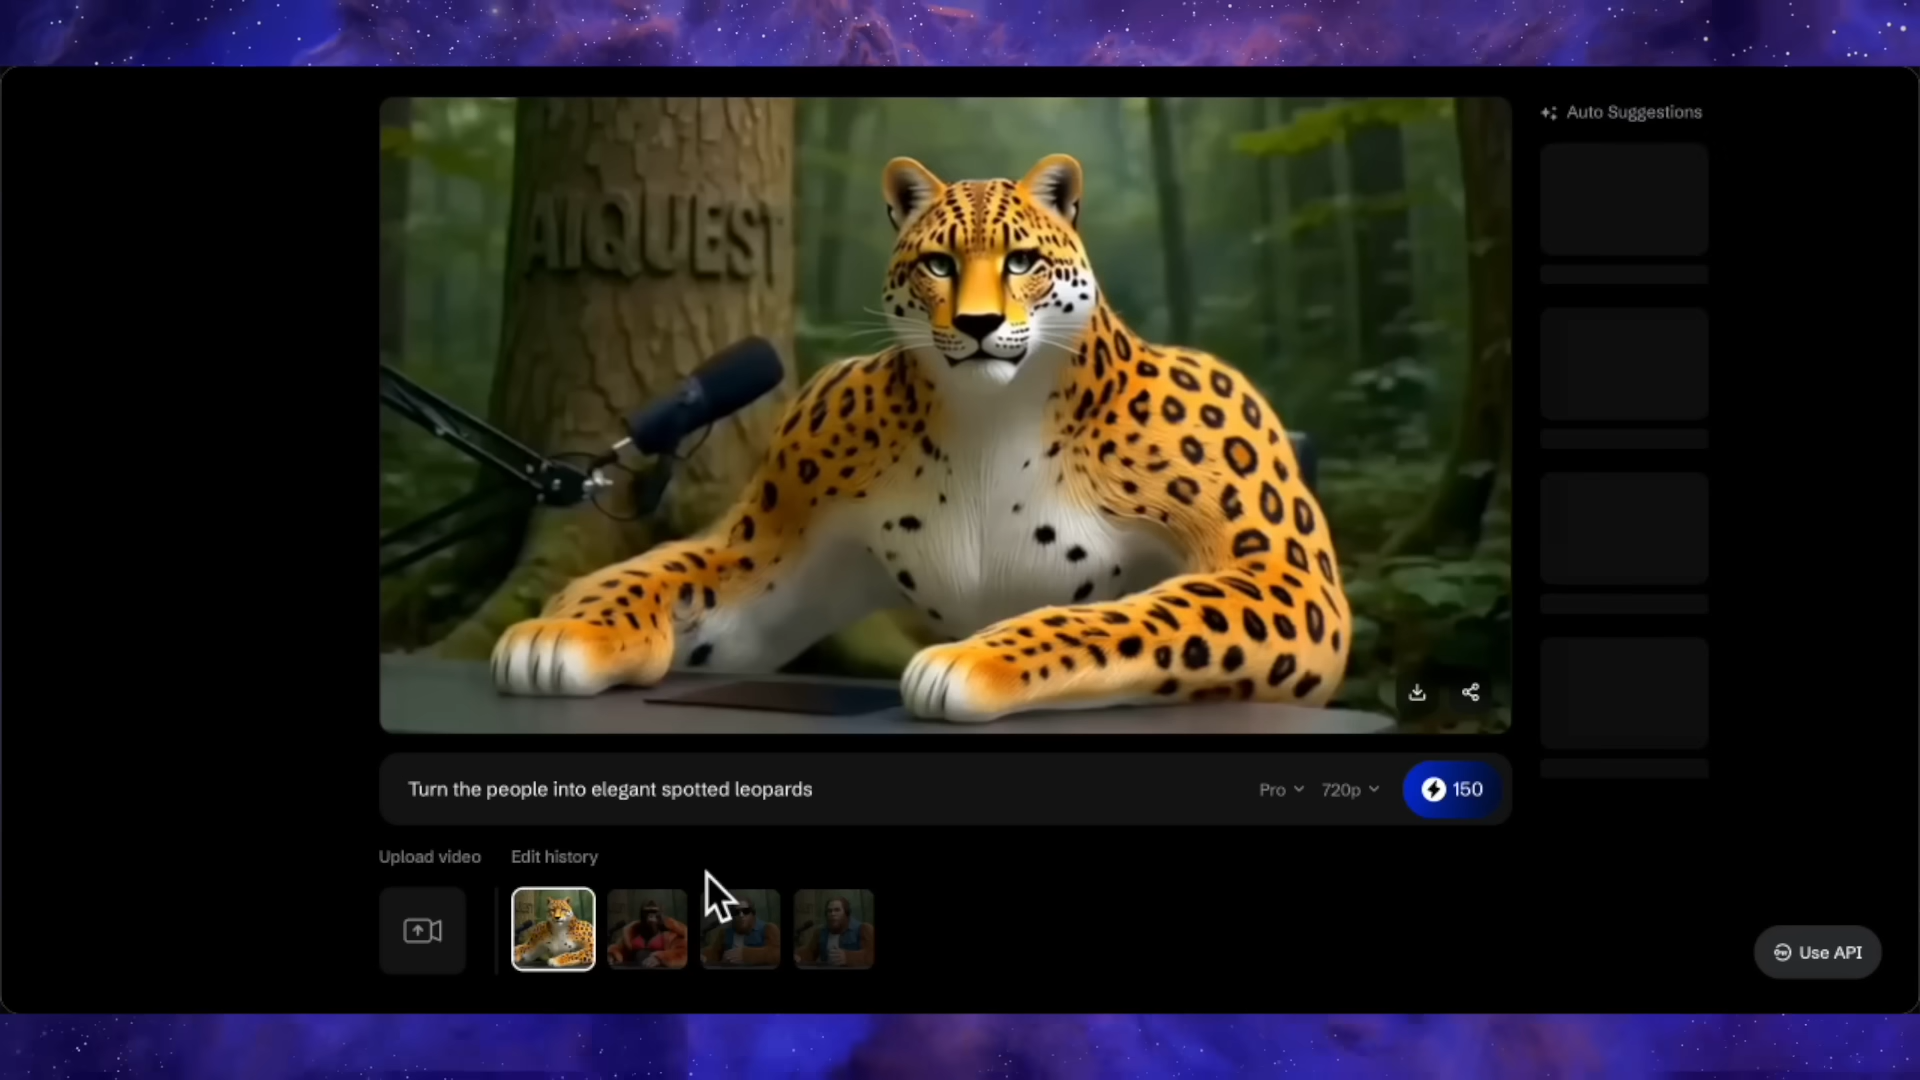 Auto Suggestions
AIQUEST
Turn the people into elegant spotted leopards
Pro
720p
150
Upload video
Edit history
Use API